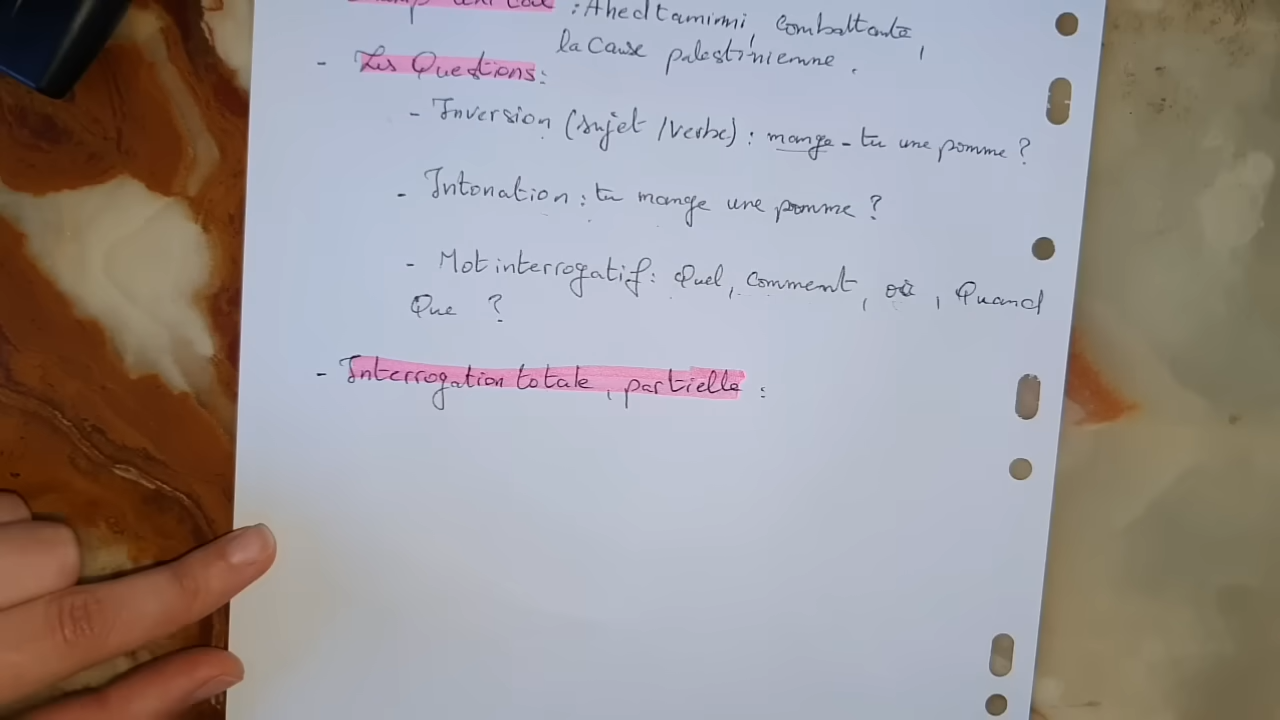 : Ahed tamimi, combattante,
la cause palestinienne.
- Les Questions :
- Inversion (sujet /verbe) : mange - tu une pomme ?
- Intonation : tu mange une pomme ?
- Mot interrogatif : Quel, comment, où, Quand
Que ?
- Interrogation totale, partielle :